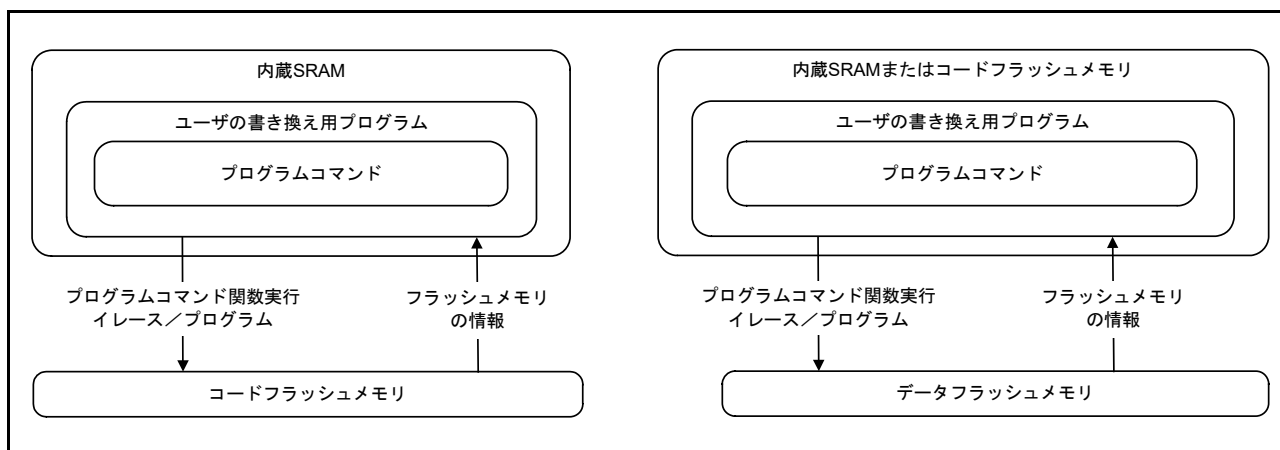 内蔵SRAM
ユーザの書き換え用プログラム
プログラムコマンド
プログラムコマンド関数実行
イレース／プログラム
フラッシュメモリ
の情報
コードフラッシュメモリ
内蔵SRAMまたはコードフラッシュメモリ
ユーザの書き換え用プログラム
プログラムコマンド
プログラムコマンド関数実行
イレース／プログラム
フラッシュメモリ
の情報
データフラッシュメモリ